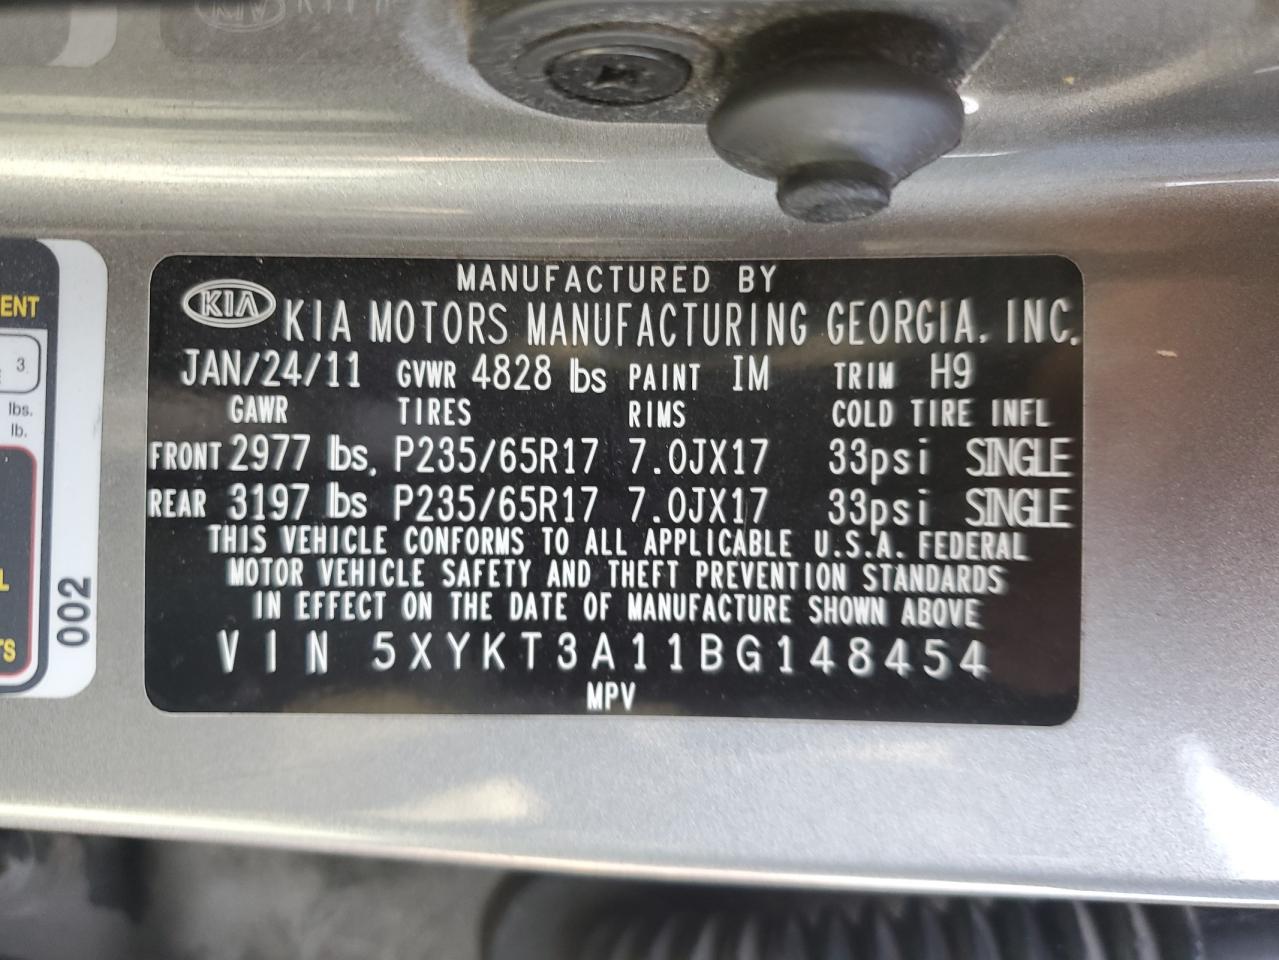 MANUFACTURED BY
KIA KIA MOTORS MANUFACTURING GEORGIA, INC.
JAN/24/11 GVWR 4828 lbs PAINT IM TRIM H9
GAWR TIRES RIMS COLD TIRE INFL
FRONT 2977 lbs, P235/65R17 7.0JX17 33psi SINGLE
REAR 3197 lbs P235/65R17 7.0JX17 33psi SINGLE
THIS VEHICLE CONFORMS TO ALL APPLICABLE U.S.A. FEDERAL
MOTOR VEHICLE SAFETY AND THEFT PREVENTION STANDARDS
IN EFFECT ON THE DATE OF MANUFACTURE SHOWN ABOVE
VIN 5XYKT3A11BG148454
MPV
ENT
3
lbs.
lb.
L
TS
002